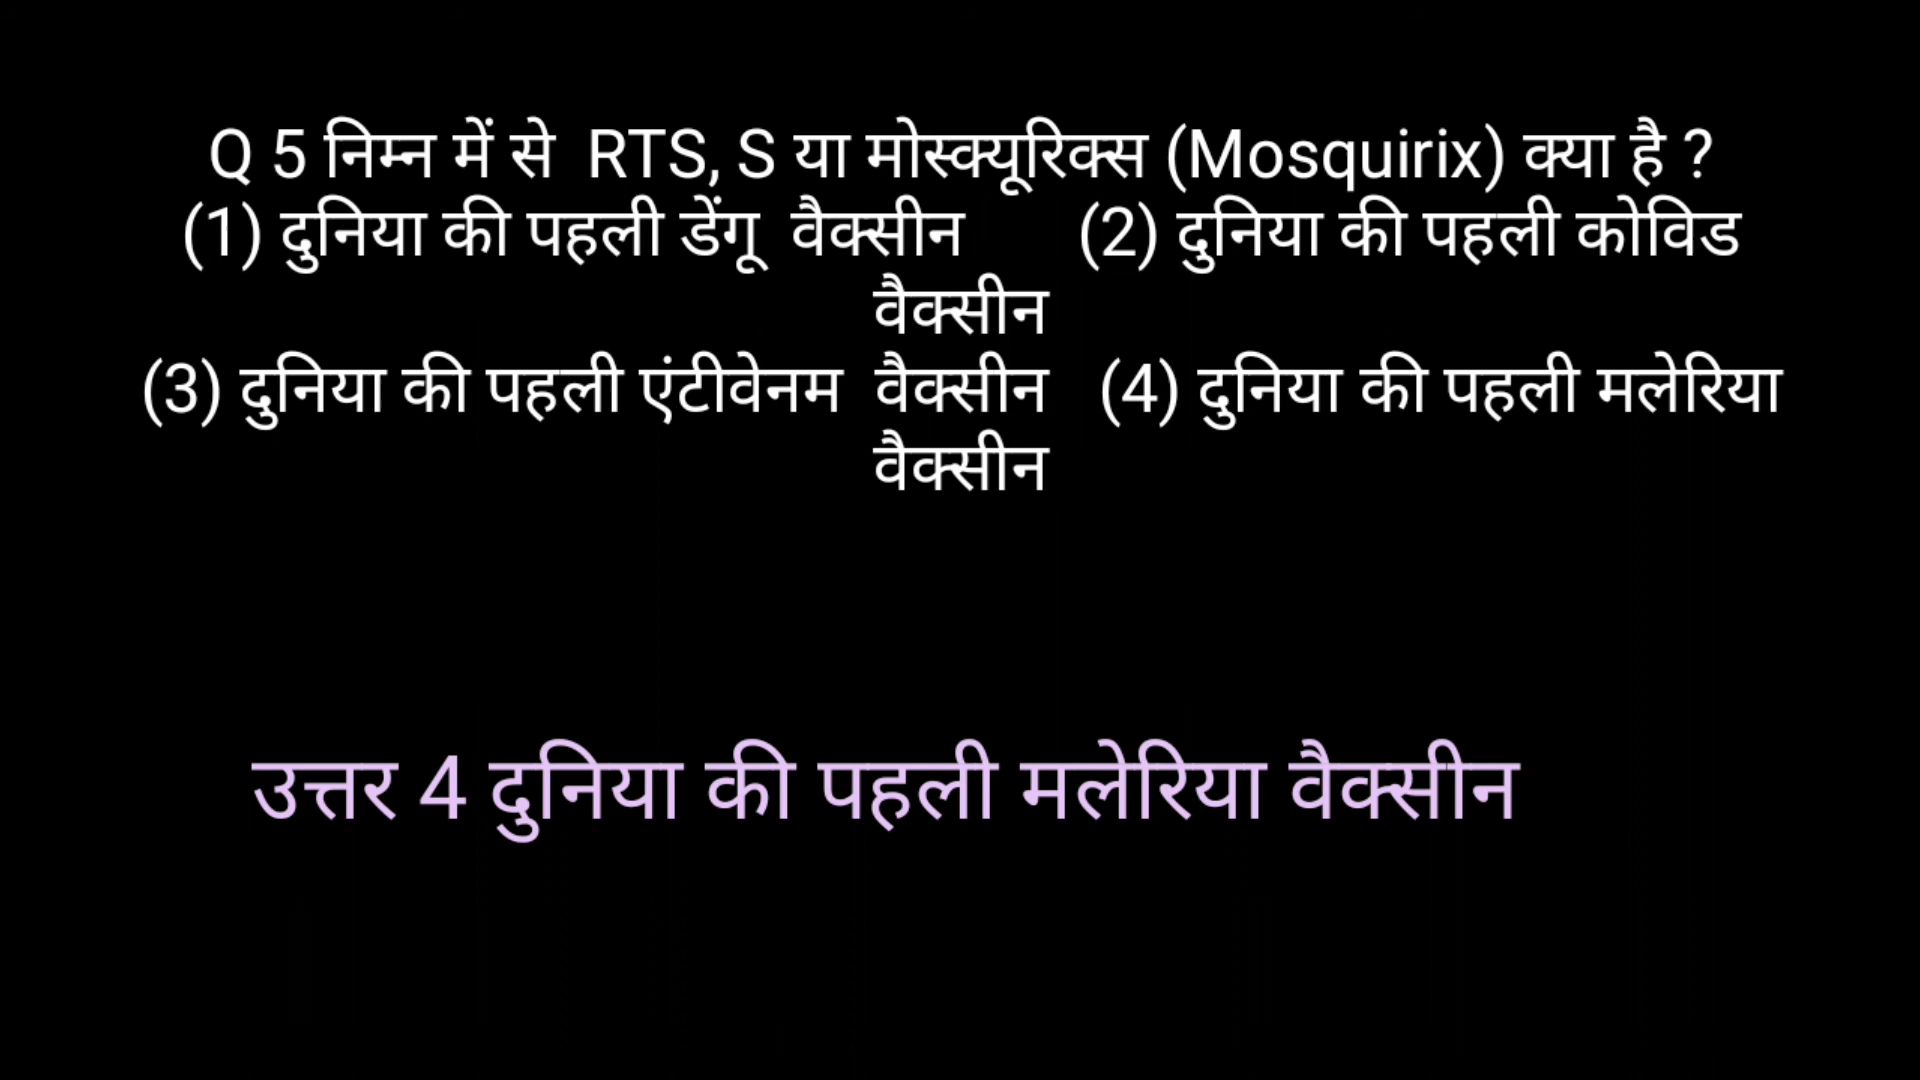 Q 5 निम्न में से  RTS, S या मोस्क्यूरिक्स (Mosquirix) क्या है ?
(1) दुनिया की पहली डेंगू  वैक्सीन       (2) दुनिया की पहली कोविड
वैक्सीन
(3) दुनिया की पहली एंटीवेनम  वैक्सीन   (4) दुनिया की पहली मलेरिया
वैक्सीन
उत्तर 4 दुनिया की पहली मलेरिया वैक्सीन